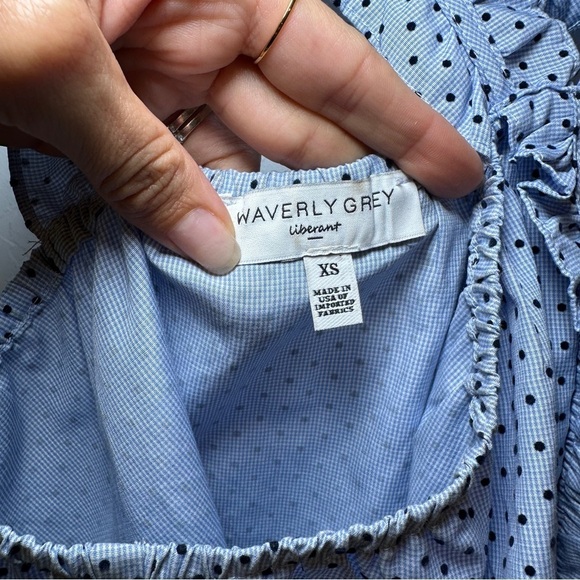 WAVERLY GREY
liberant
XS
MADE IN
USA OF
IMPORTED
FABRICS